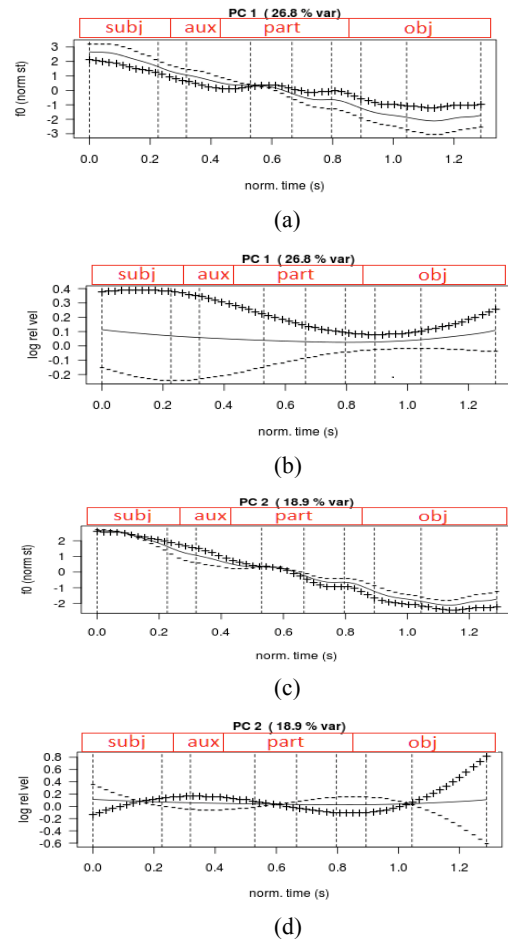 PC 1 ( 26.8 % var)
subj aux part obj
f0 (norm st)
3
2
1
0
-1
-2
-3
0.0 0.2 0.4 0.6 0.8 1.0 1.2
norm. time (s)
(a)
PC 1 ( 26.8 % var)
subj aux part obj
log rel vel
0.4
0.3
0.2
0.1
0.0
-0.1
-0.2
0.0 0.2 0.4 0.6 0.8 1.0 1.2
norm. time (s)
(b)
PC 2 ( 18.9 % var)
subj aux part obj
f0 (norm st)
2
1
0
-1
-2
0.0 0.2 0.4 0.6 0.8 1.0 1.2
norm. time (s)
(c)
PC 2 ( 18.9 % var)
subj aux part obj
log rel vel
0.8
0.6
0.4
0.2
0.0
-0.2
-0.4
-0.6
0.0 0.2 0.4 0.6 0.8 1.0 1.2
norm. time (s)
(d)